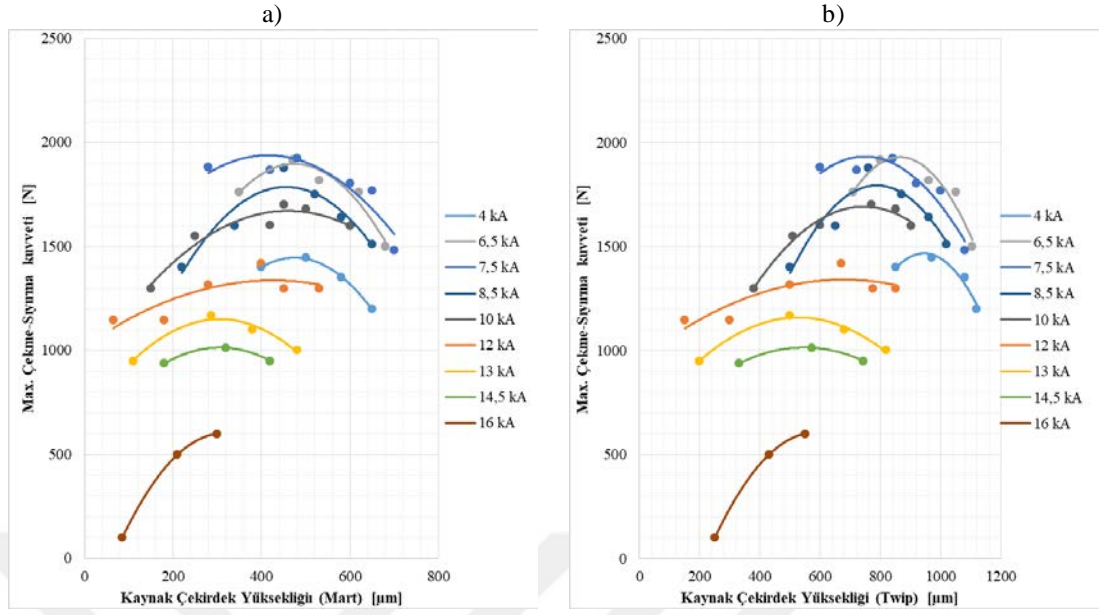 a)
Max. Çekme-Sıyırma kuvveti [N]
2500
2000
1500
1000
500
0
0 200 400 600 800
Kaynak Çekirdek Yüksekliği (Mart) [µm]
4 kA
6,5 kA
7,5 kA
8,5 kA
10 kA
12 kA
13 kA
14,5 kA
16 kA
b)
Max. Çekme-Sıyırma kuvveti [N]
2500
2000
1500
1000
500
0
0 200 400 600 800 1000 1200
Kaynak Çekirdek Yüksekliği (Twip) [µm]
4 kA
6,5 kA
7,5 kA
8,5 kA
10 kA
12 kA
13 kA
14,5 kA
16 kA